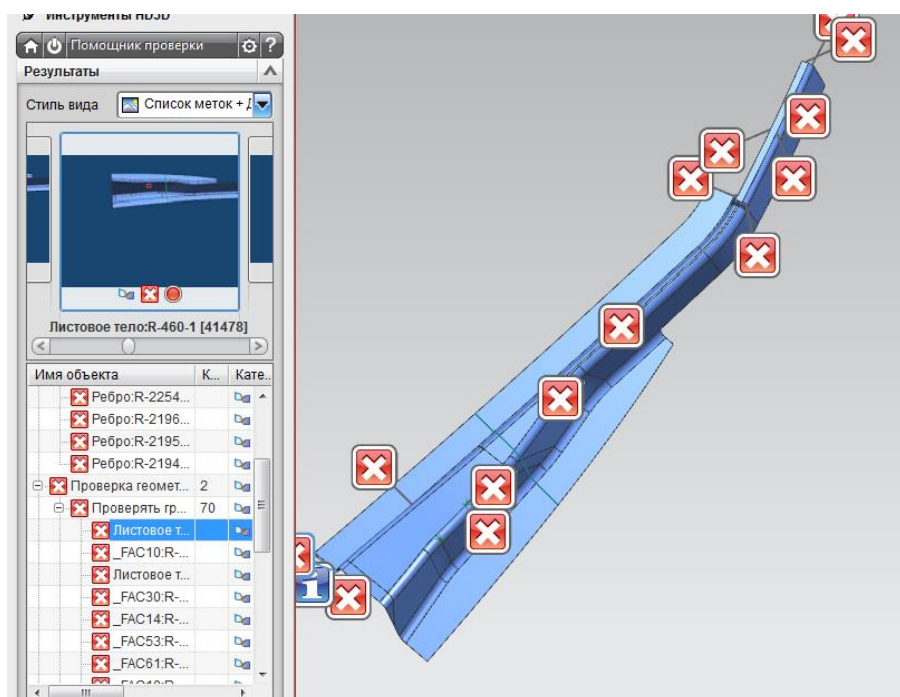 Инструменты HD3D
Помощник проверки
?
Результаты
Стиль вида Список меток + Д
Листовое тело:R-460-1 [41478]
Имя объекта К... Кате..
Ребро:R-2254...
Ребро:R-2196...
Ребро:R-2195...
Ребро:R-2194...
Проверка геомет... 2
Проверять гр... 70
Листовое т...
_FAC10:R-...
Листовое т...
_FAC30:R-...
_FAC14:R-...
_FAC53:R-...
_FAC61:R-...